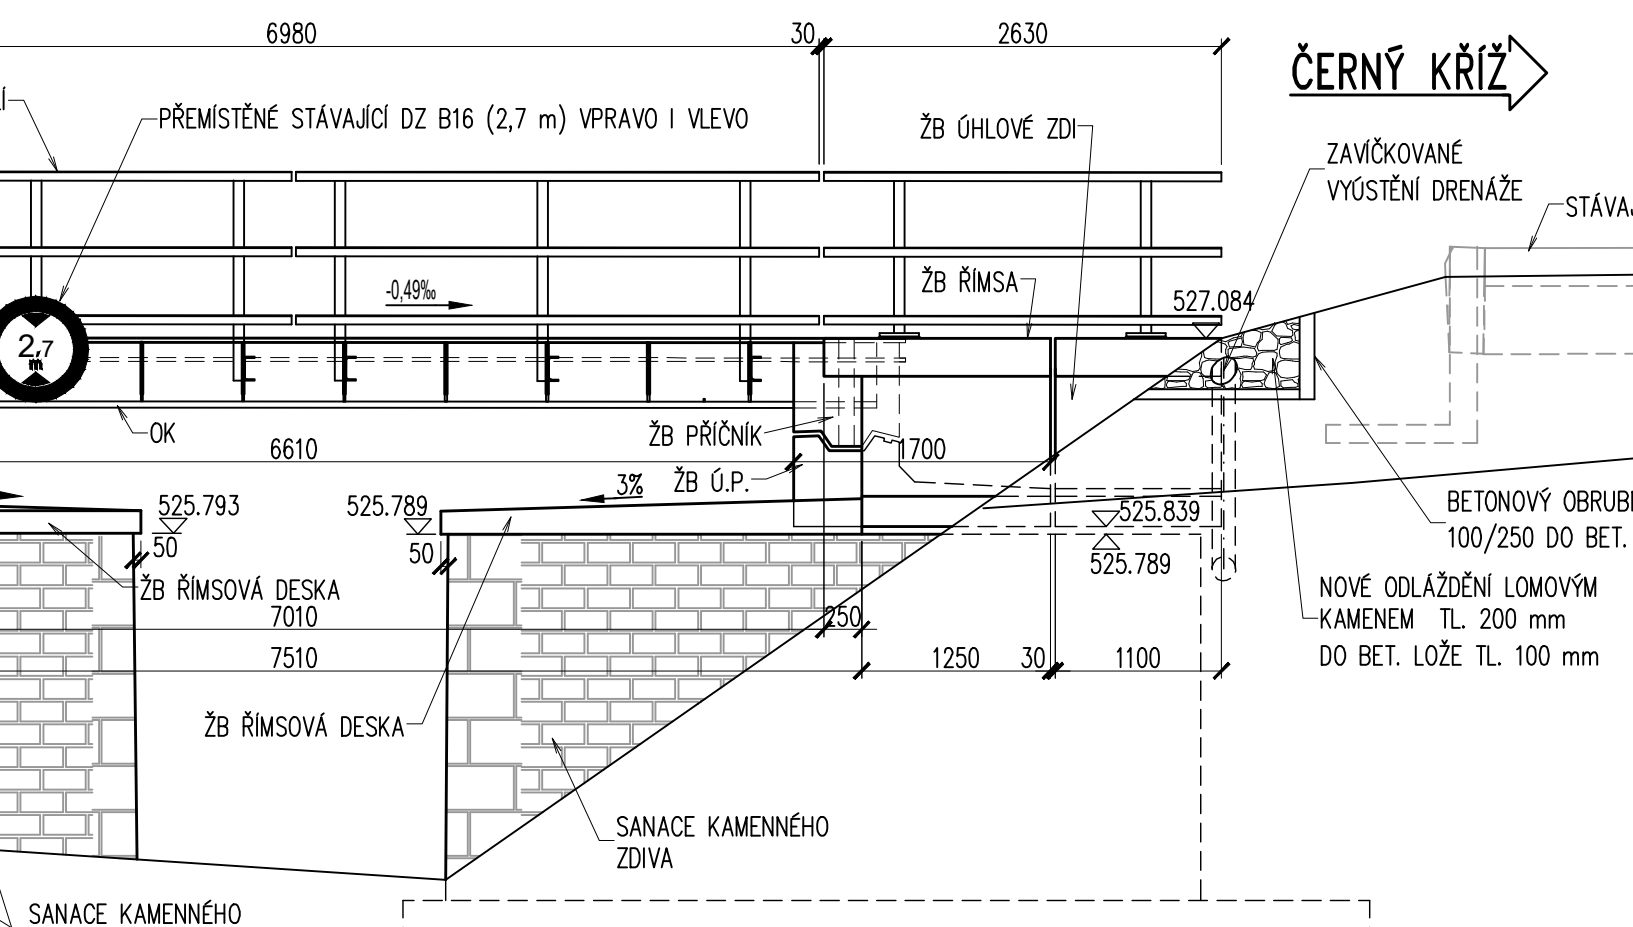 6980
30
2630
ČERNÝ KŘÍŽ
PŘEMÍSTĚNÉ STÁVAJÍCÍ DZ B16 (2,7 m) VPRAVO I VLEVO
ŽB ÚHLOVÉ ZDI
ZAVÍČKOVANÉ
VYÚSTĚNÍ DRENÁŽE
-0,49‰
ŽB ŘÍMSA
527.084
2,7
m
OK
ŽB PŘÍČNÍK
6610
1700
ŽB Ú.P.
3%
525.793
525.789
525.839
50
50
525.789
BETONOVÝ OBRUB
100/250 DO BET.
ŽB ŘÍMSOVÁ DESKA
NOVÉ ODLÁŽDĚNÍ LOMOVÝM
KAMENEM TL. 200 mm
DO BET. LOŽE TL. 100 mm
7010
250
7510
1250
30
1100
ŽB ŘÍMSOVÁ DESKA
SANACE KAMENNÉHO
ZDIVA
SANACE KAMENNÉHO